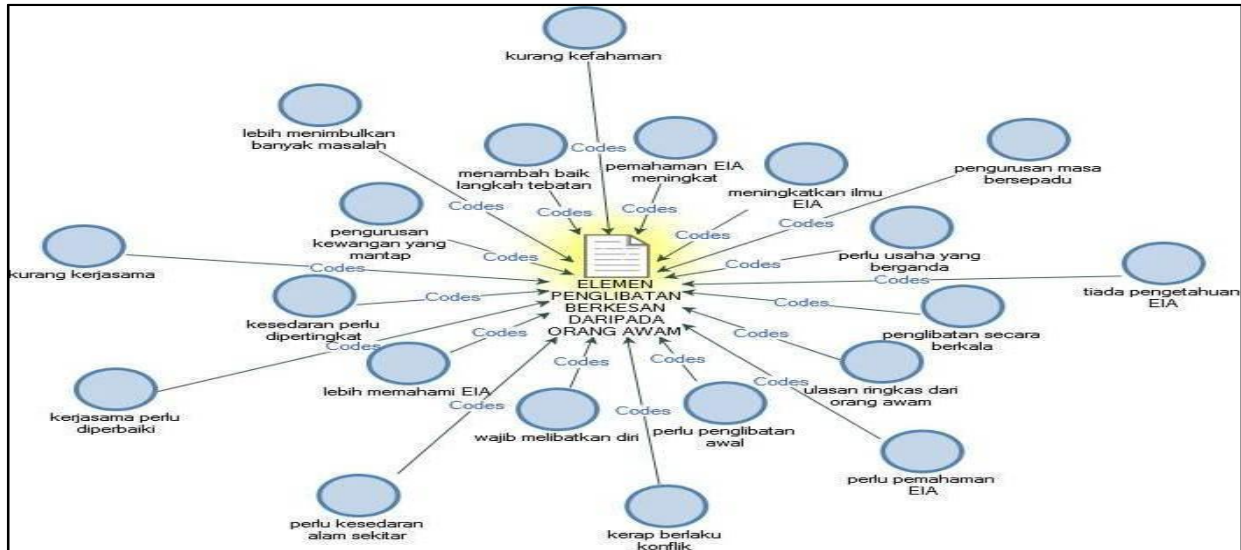 kurang kefahaman
lebih menimbulkan
banyak masalah
Codes
menambah baik
langkah tebatan
pemahaman EIA
meningkat
meningkatkan ilmu
EIA
pengurusan masa
bersepadu
Codes
Codes
Codes
Codes
Codes
pengurusan
kewangan yang
mantap
Codes
Codes
perlu usaha yang
berganda
kurang kerjasama
Codes
Codes
tiada pengetahuan
EIA
ELEMEN
PENGLIBATAN
BERKESAN
DARIPADA
ORANG AWAM
kesedaran perlu
dipertingkat
Codes
Codes
penglibatan secara
berkala
Codes
Codes
Codes
lebih memahami EIA
Codes
Codes
Codes
ulasan ringkas dari
orang awam
kerjasama perlu
diperbaiki
Codes
Codes
wajib melibatkan diri
perlu penglibatan
awal
perlu pemahaman
EIA
perlu kesedaran
alam sekitar
kerap berlaku
konflik